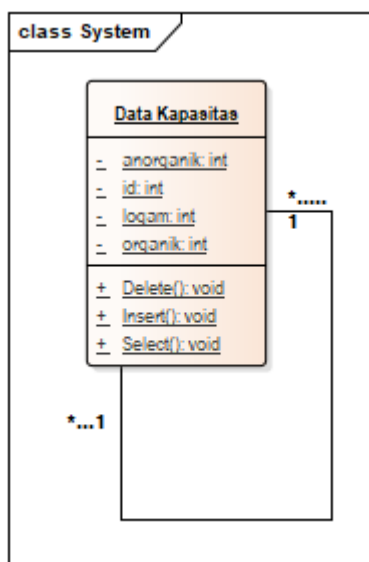 class System
Data Kapasitas
- anorganik: int
- id: int
- logam: int
- organik: int
*.....
1
+ Delete(): void
+ Insert(): void
+ Select(): void
*...1